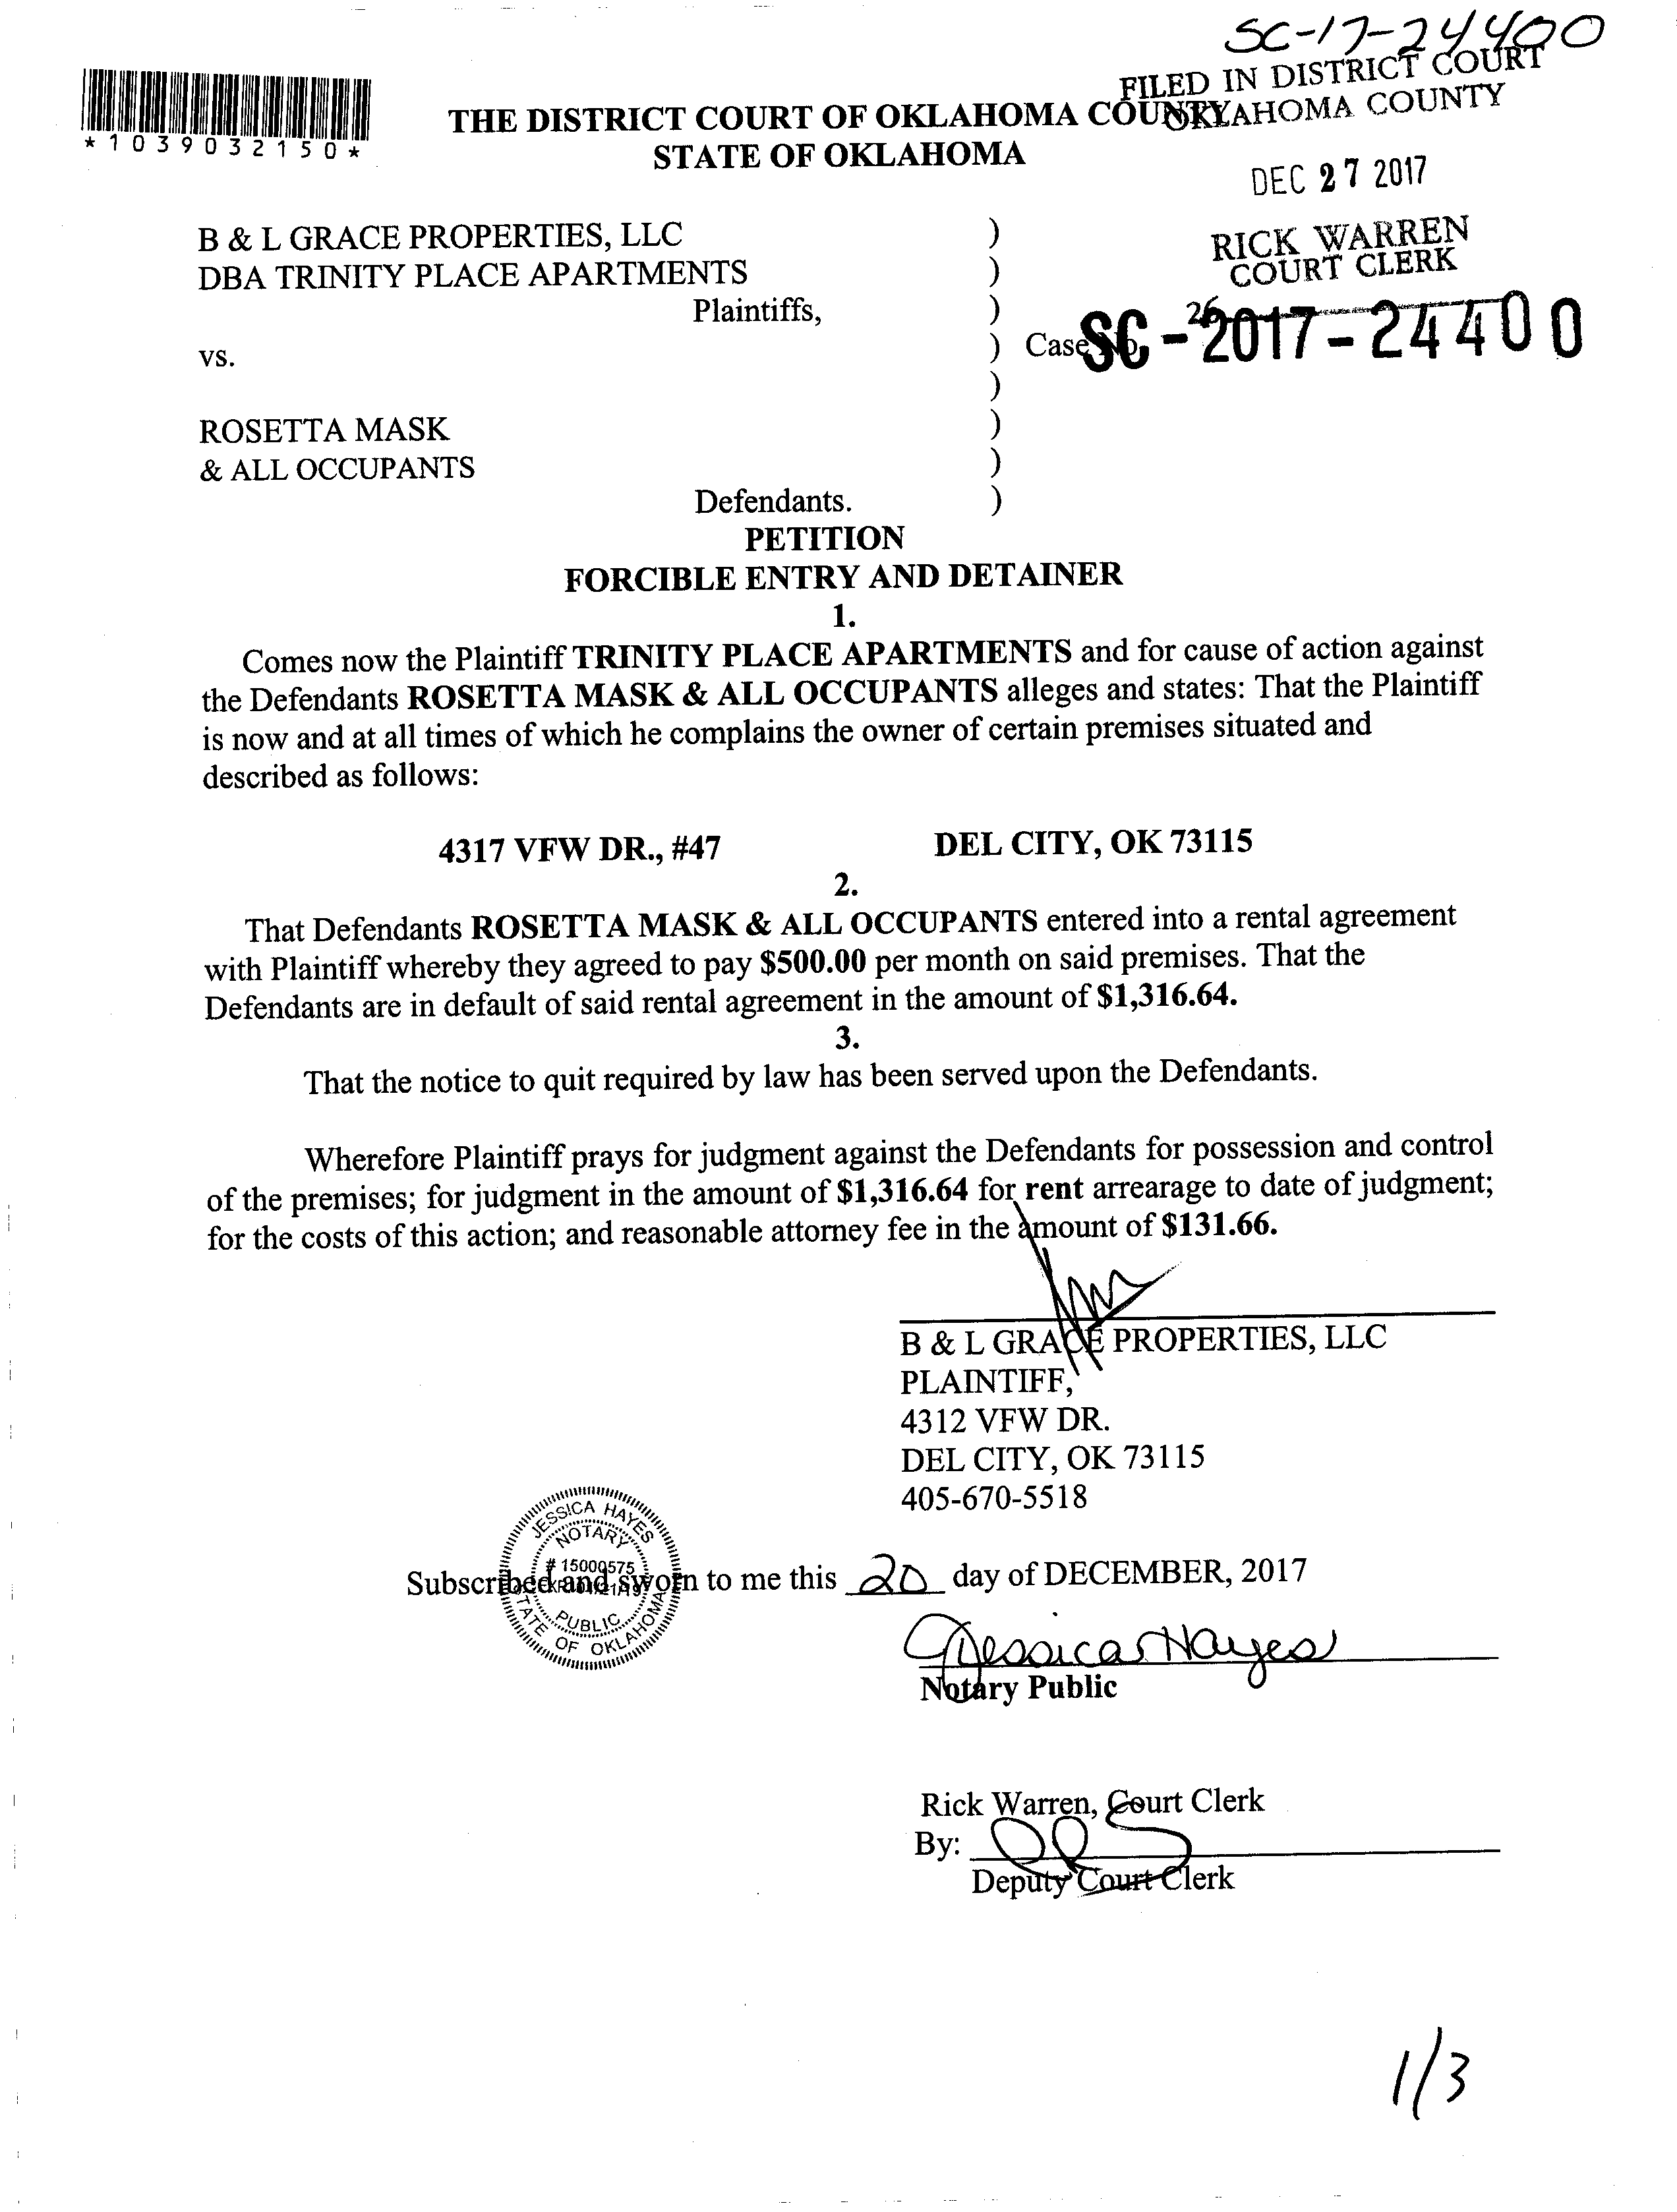 SC-17-24400
FILED IN DISTRICT COURT
OKLAHOMA COUNTY
*1039032150*
THE DISTRICT COURT OF OKLAHOMA COUNTY
STATE OF OKLAHOMA
DEC 27 2017
RICK WARREN
COURT CLERK
26
B & L GRACE PROPERTIES, LLC )
DBA TRINITY PLACE APARTMENTS )
Plaintiffs, )
vs. ) Case No. SC-2017-24400
)
ROSETTA MASK )
& ALL OCCUPANTS )
Defendants. )
PETITION
FORCIBLE ENTRY AND DETAINER
1.
Comes now the Plaintiff TRINITY PLACE APARTMENTS and for cause of action against
the Defendants ROSETTA MASK & ALL OCCUPANTS alleges and states: That the Plaintiff
is now and at all times of which he complains the owner of certain premises situated and
described as follows:
4317 VFW DR., #47 DEL CITY, OK 73115
2.
That Defendants ROSETTA MASK & ALL OCCUPANTS entered into a rental agreement
with Plaintiff whereby they agreed to pay $500.00 per month on said premises. That the
Defendants are in default of said rental agreement in the amount of $1,316.64.
3.
That the notice to quit required by law has been served upon the Defendants.
Wherefore Plaintiff prays for judgment against the Defendants for possession and control
of the premises; for judgment in the amount of $1,316.64 for rent arrearage to date of judgment;
for the costs of this action; and reasonable attorney fee in the amount of $131.66.
B & L GRACE PROPERTIES, LLC
PLAINTIFF,
4312 VFW DR.
DEL CITY, OK 73115
405-670-5518
JESSICA HAYES
NOTARY
# 15000575
PUBLIC
STATE OF OKLAHOMA
Subscribed and sworn to me this 20 day of DECEMBER, 2017
Jessica Hayes
Notary Public
Rick Warren, Court Clerk
By:
Deputy Court Clerk
1/3